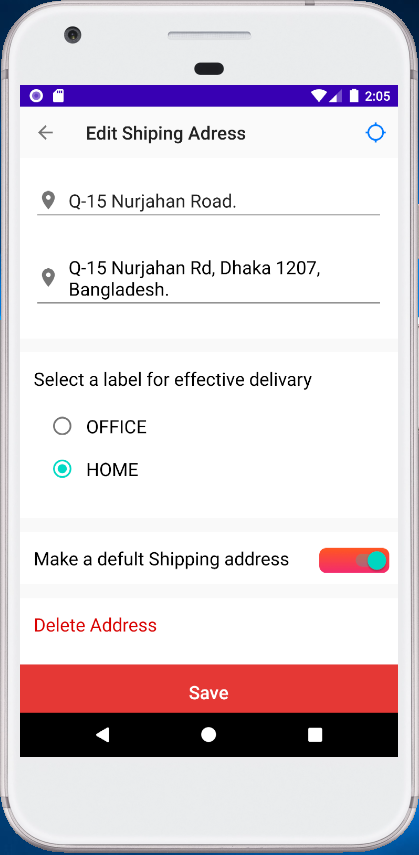 2:05
Edit Shiping Adress
Q-15 Nurjahan Road.
Q-15 Nurjahan Rd, Dhaka 1207,
Bangladesh.
Select a label for effective delivary
OFFICE
HOME
Make a defult Shipping address
Delete Address
Save